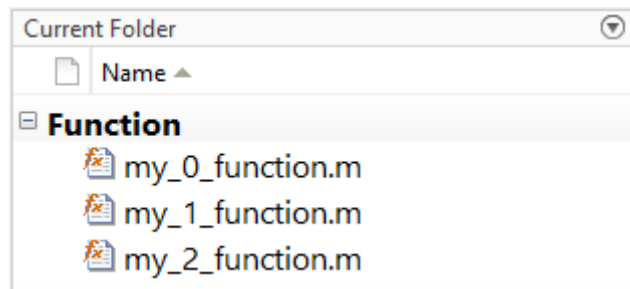 Current Folder
Name
Function
my_0_function.m
my_1_function.m
my_2_function.m